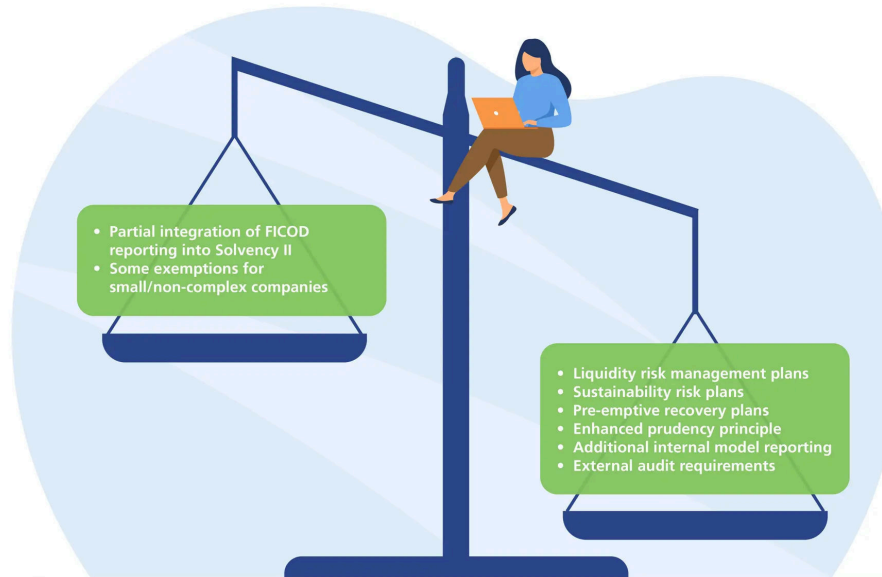 • Partial integration of FICOD
reporting into Solvency II
• Some exemptions for
small/non-complex companies
• Liquidity risk management plans
• Sustainability risk plans
• Pre-emptive recovery plans
• Enhanced prudency principle
• Additional internal model reporting
• External audit requirements